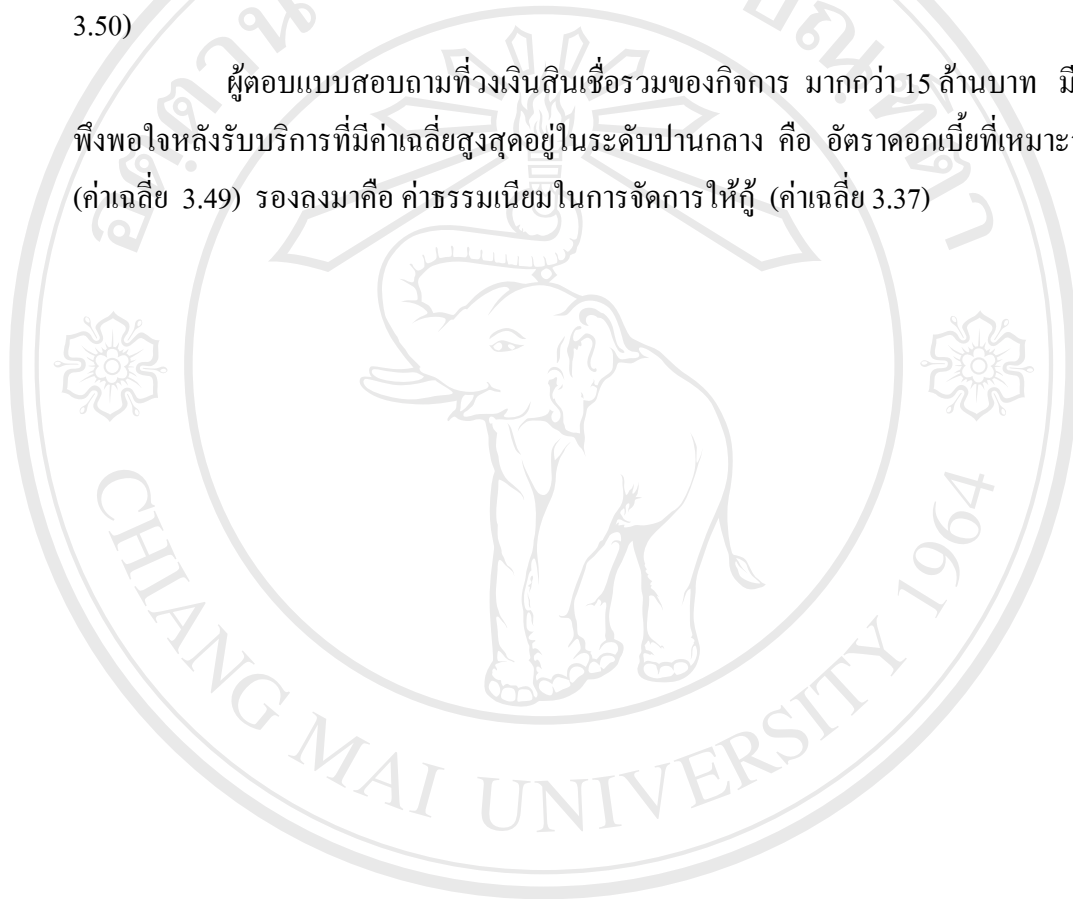 3.50)
ผู้ตอบแบบสอบถามที่วงเงินสินเชื่อรวมของกิจการ มากกว่า 15 ล้านบาท มี
พึงพอใจหลังรับบริการที่มีค่าเฉลี่ยสูงสุดอยู่ในระดับปานกลาง คือ อัตราดอกเบี้ยที่เหมาะ
(ค่าเฉลี่ย 3.49) รองลงมาคือ ค่าธรรมเนียมในการจัดการให้กู้ (ค่าเฉลี่ย 3.37)
CHIANG MAI UNIVERSITY 1964